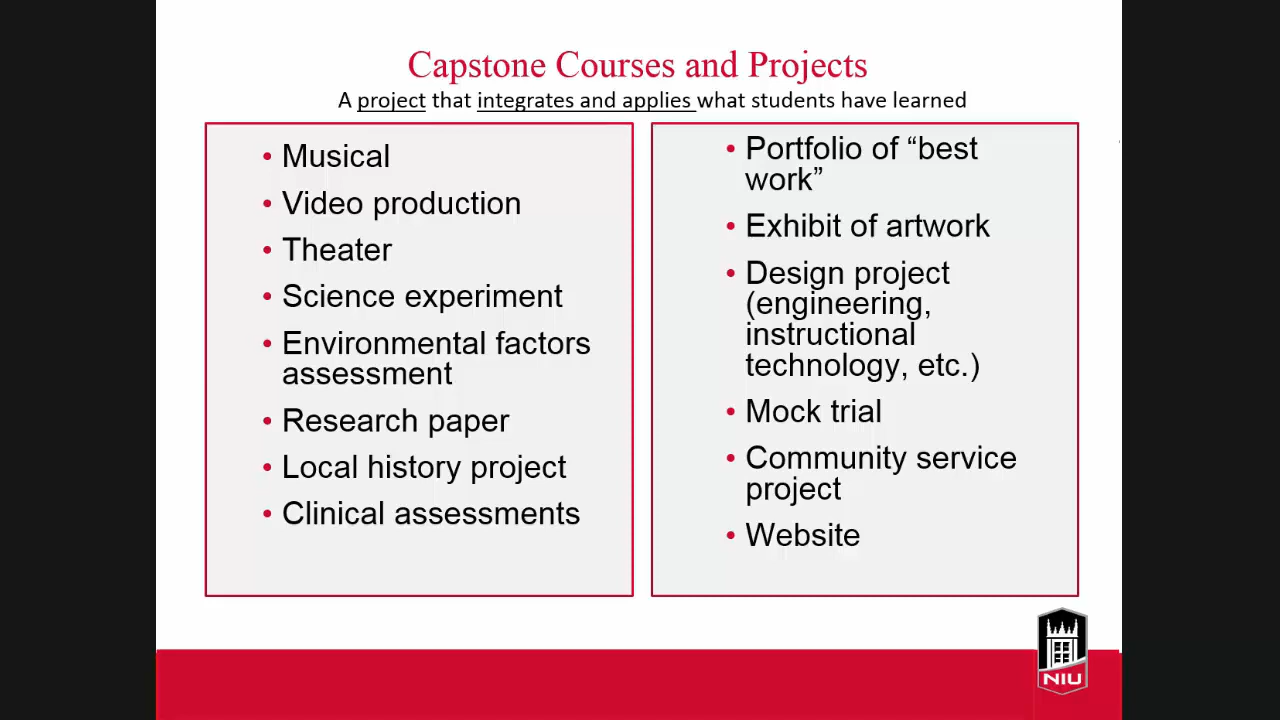 Capstone Courses and Projects
A project that integrates and applies what students have learned
• Musical
• Video production
• Theater
• Science experiment
• Environmental factors
assessment
• Research paper
• Local history project
• Clinical assessments
• Portfolio of “best
work”
• Exhibit of artwork
• Design project
(engineering,
instructional
technology, etc.)
• Mock trial
• Community service
project
• Website
NIU